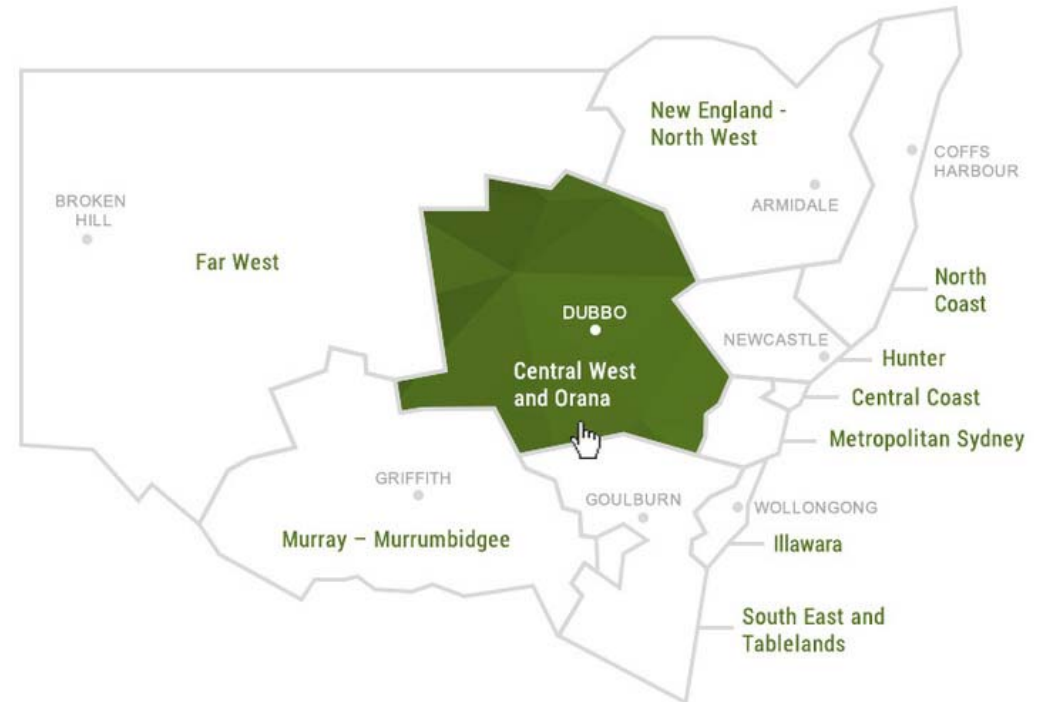 New England -
North West
COFFS
HARBOUR
ARMIDALE
BROKEN
HILL
Far West
North
Coast
DUBBO
NEWCASTLE
Hunter
Central West
and Orana
Central Coast
Metropolitan Sydney
GRIFFITH
GOULBURN
WOLLONGONG
Murray – Murrumbidgee
Illawara
South East and
Tablelands